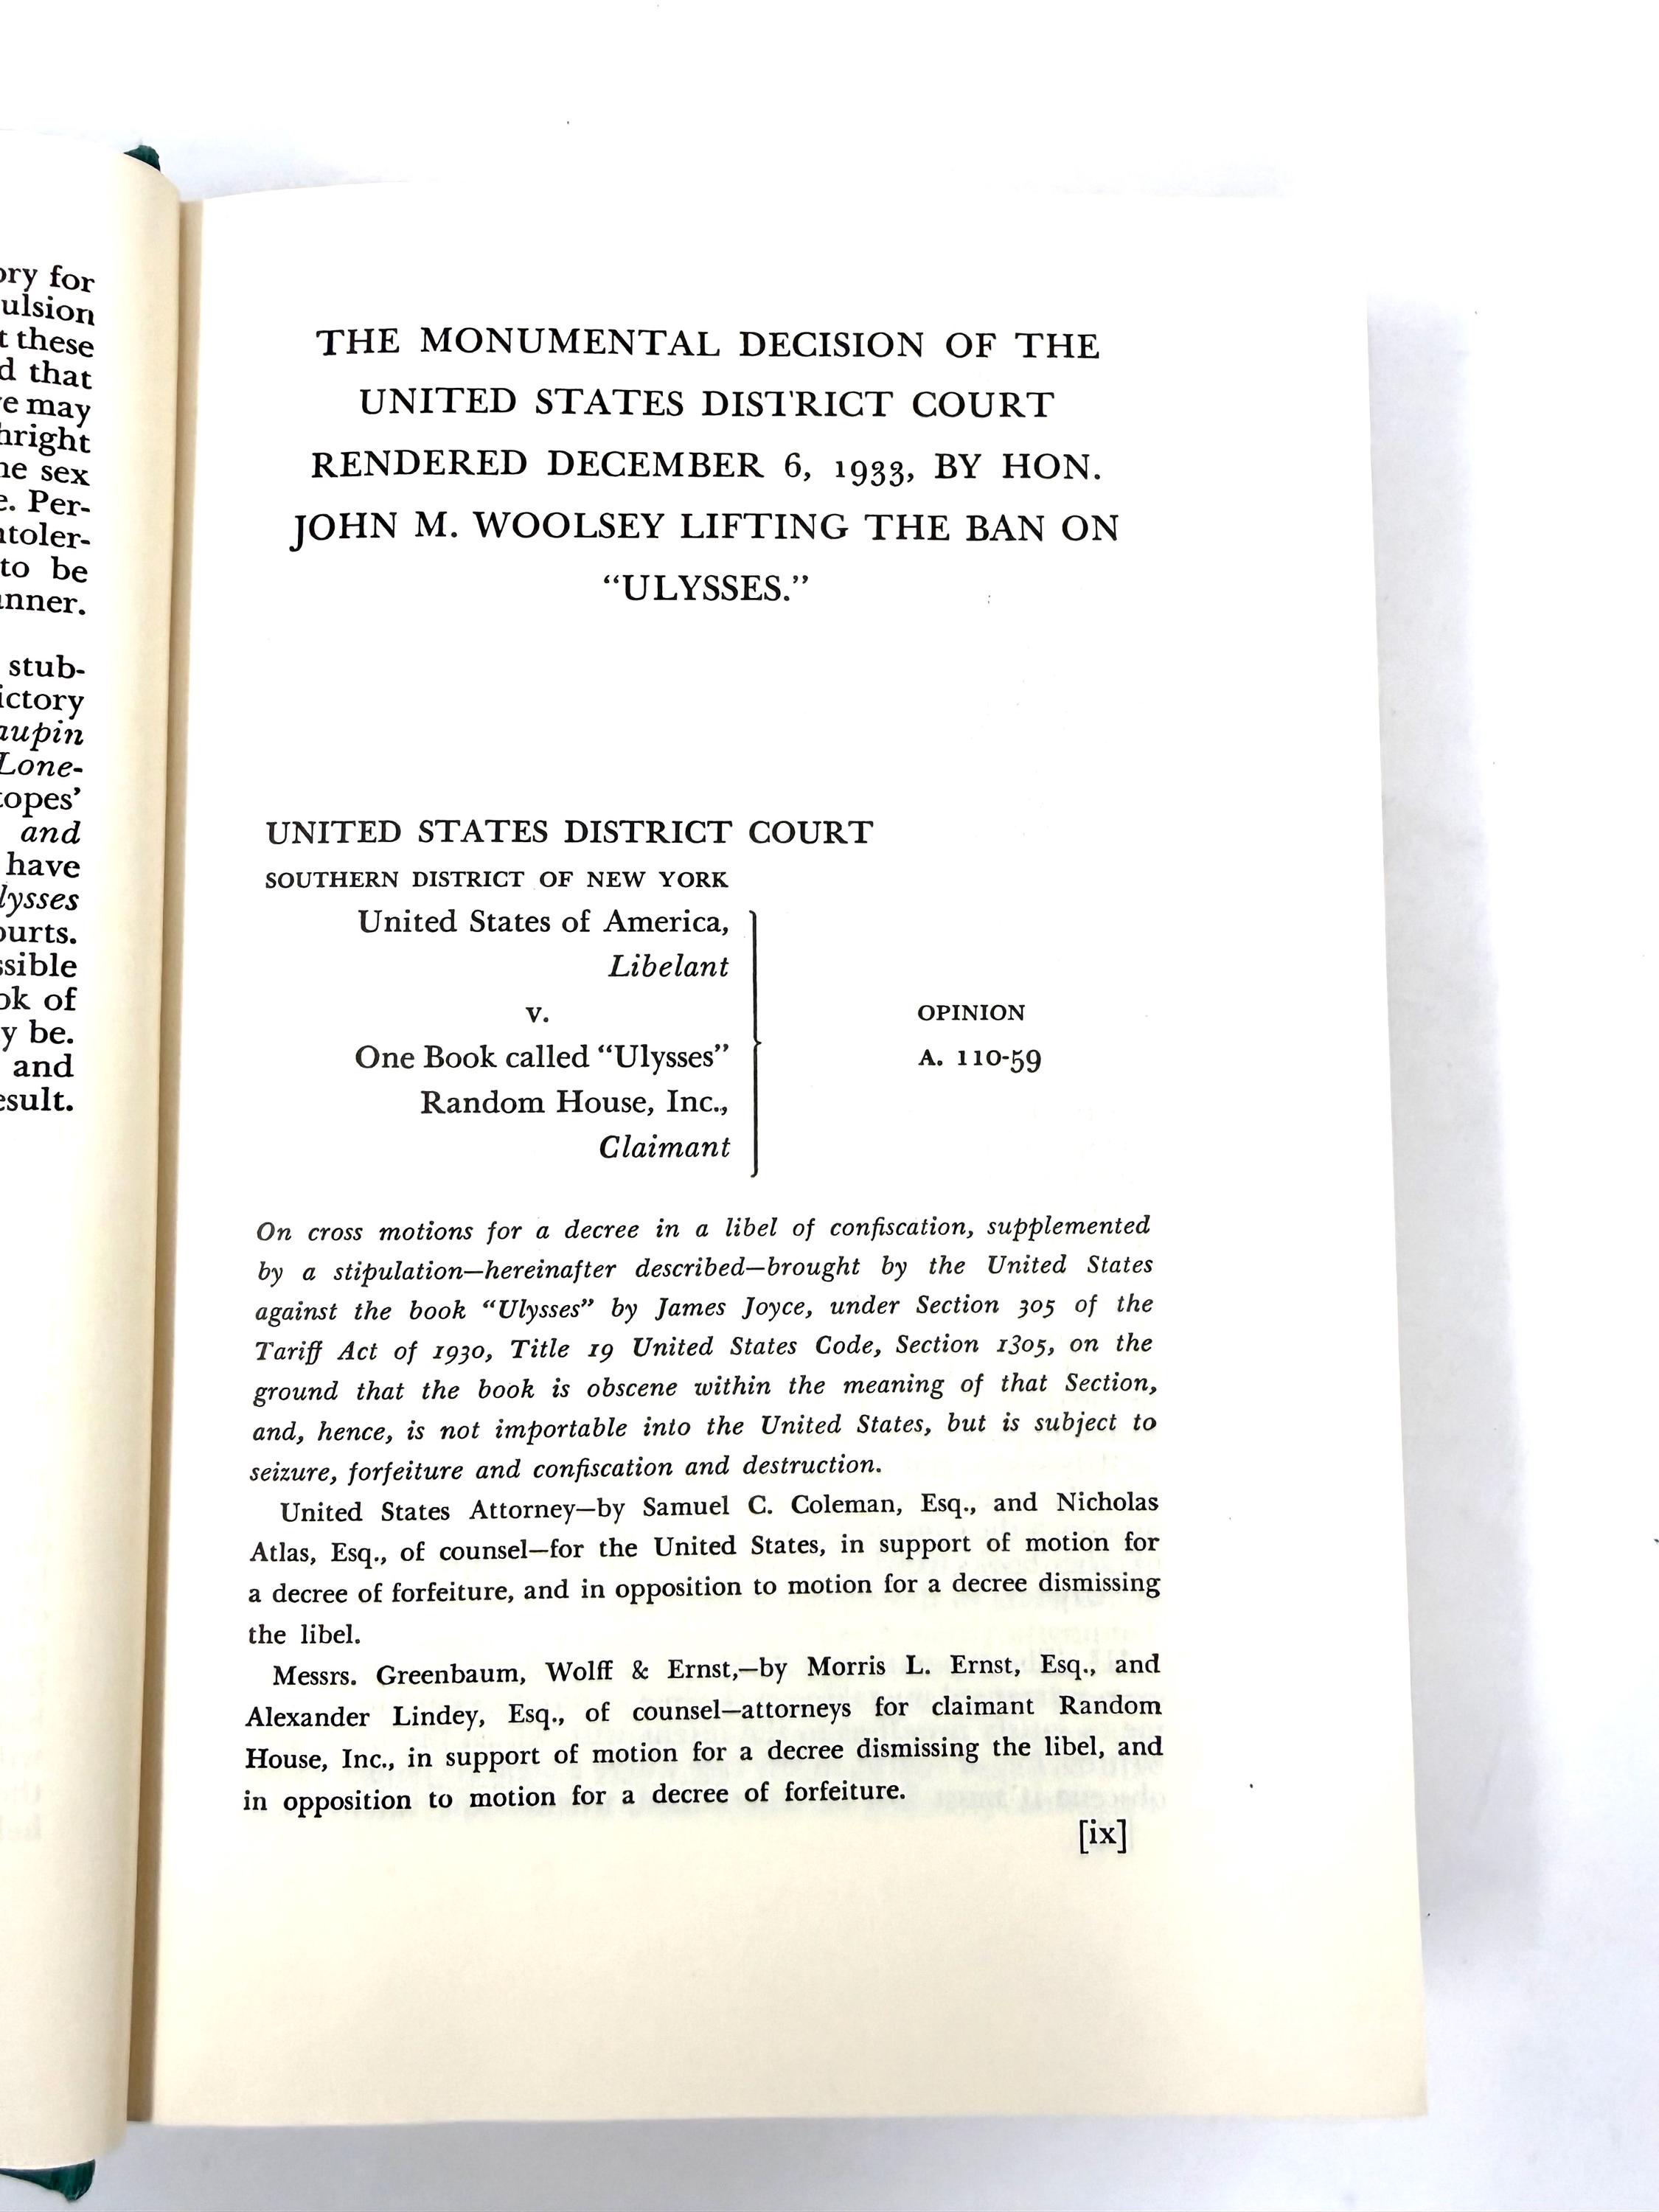 ory for
ulsion
t these
d that
e may
hright
ne sex
e. Per-
toler-
to be
nner.
stub-
ictory
aupin
Lone-
topes'
and
have
lysses
ourts.
ssible
ok of
y be.
and
esult.
THE MONUMENTAL DECISION OF THE
UNITED STATES DISTRICT COURT
RENDERED DECEMBER 6, 1933, BY HON.
JOHN M. WOOLSEY LIFTING THE BAN ON
“ULYSSES.”
UNITED STATES DISTRICT COURT
SOUTHERN DISTRICT OF NEW YORK
United States of America,
Libelant
v.
One Book called “Ulysses”
Random House, Inc.,
Claimant
OPINION
A. 110-59
On cross motions for a decree in a libel of confiscation, supplemented
by a stipulation—hereinafter described—brought by the United States
against the book “Ulysses” by James Joyce, under Section 305 of the
Tariff Act of 1930, Title 19 United States Code, Section 1305, on the
ground that the book is obscene within the meaning of that Section,
and, hence, is not importable into the United States, but is subject to
seizure, forfeiture and confiscation and destruction.
United States Attorney—by Samuel C. Coleman, Esq., and Nicholas
Atlas, Esq., of counsel—for the United States, in support of motion for
a decree of forfeiture, and in opposition to motion for a decree dismissing
the libel.
Messrs. Greenbaum, Wolff & Ernst,—by Morris L. Ernst, Esq., and
Alexander Lindey, Esq., of counsel—attorneys for claimant Random
House, Inc., in support of motion for a decree dismissing the libel, and
in opposition to motion for a decree of forfeiture.
[ix]